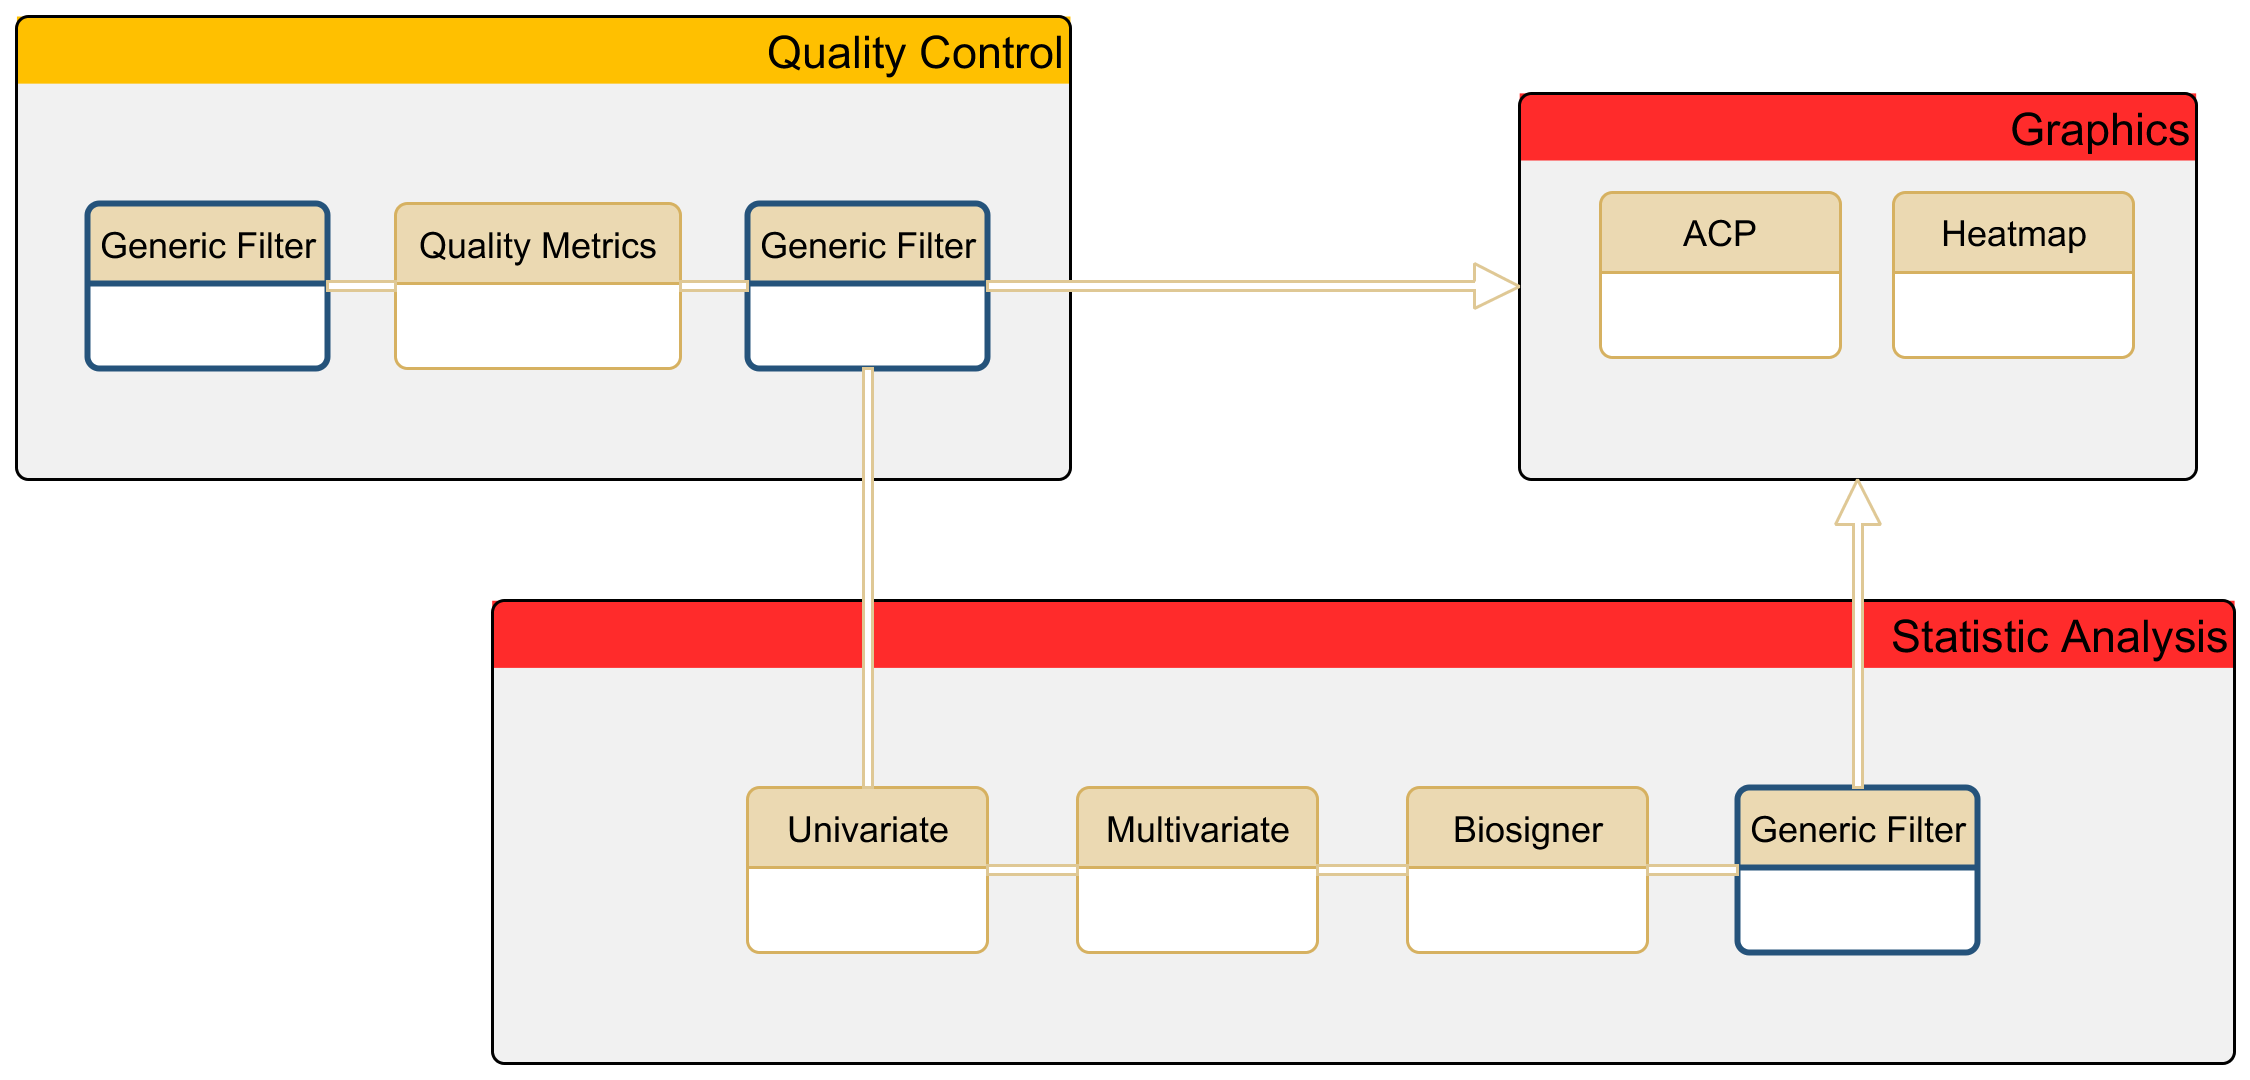 Quality Control
Generic Filter
Quality Metrics
Generic Filter
Graphics
ACP
Heatmap
Statistic Analysis
Univariate
Multivariate
Biosigner
Generic Filter